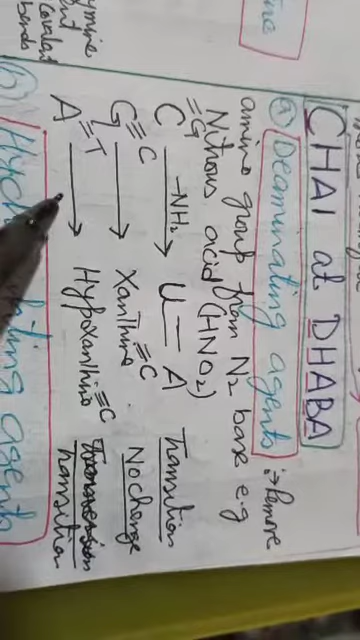 CHAI at DHABA
(a) Deaminating agents :→ Remove
amino group from N2 base e.g
Nitrous acid (HNO2)
C —-NH2→ U — A Transition
≡G
G≡C → Xanthine ≡C No change
A=T → Hypoxanthine ≡C transition
(b) agents
bonds